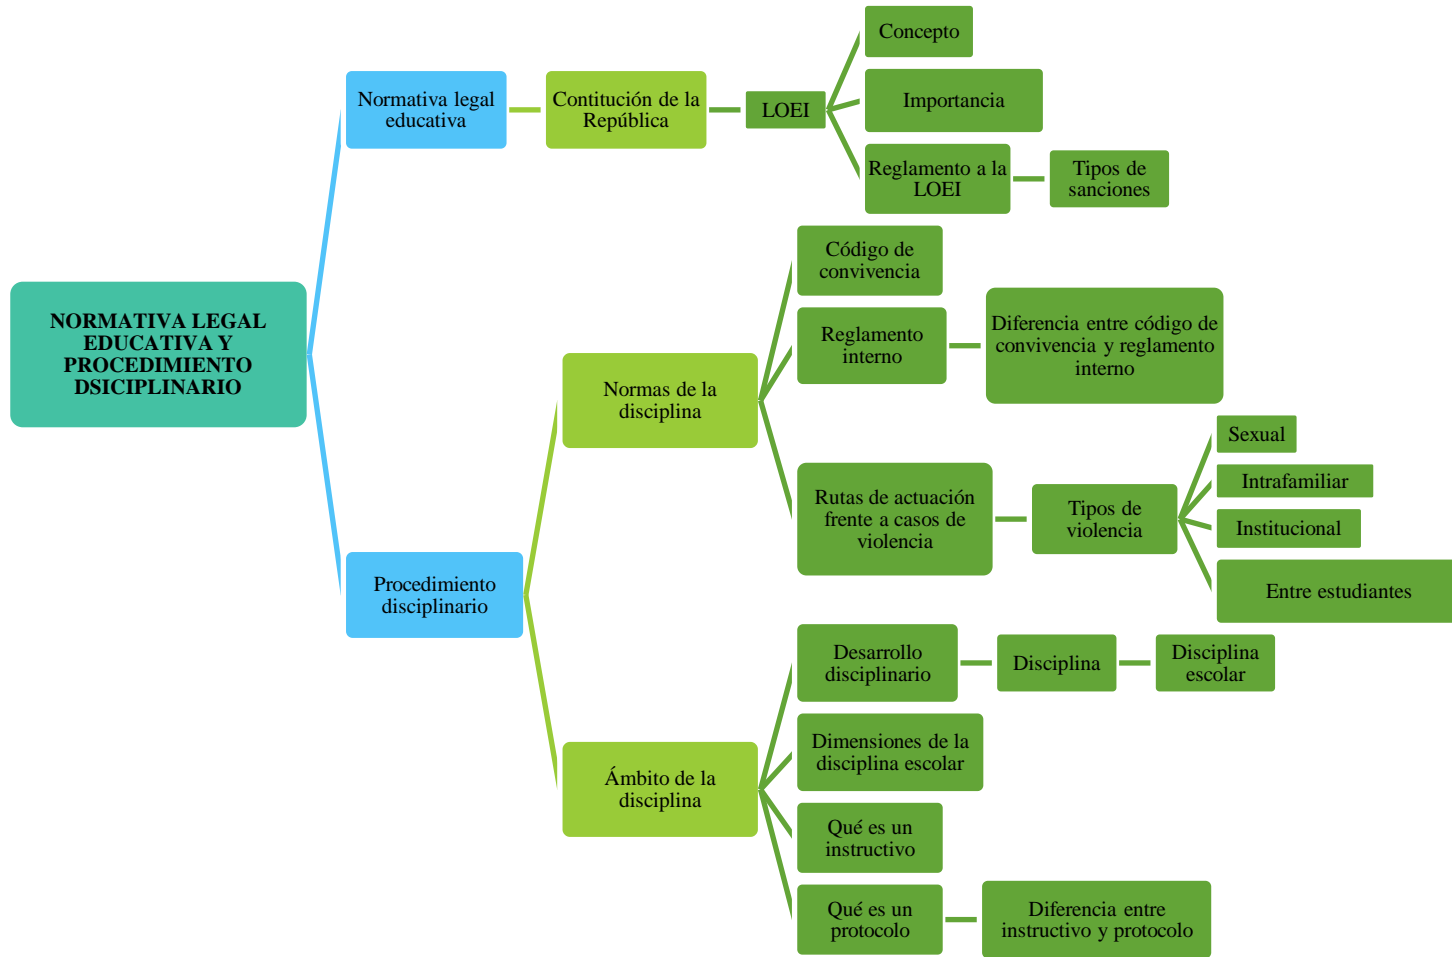 NORMATIVA LEGAL
EDUCATIVA Y
PROCEDIMIENTO
DSICIPLINARIO
Normativa legal
educativa
Contitución de la
República
LOEI
Concepto
Importancia
Reglamento a la
LOEI
Tipos de
sanciones
Procedimiento
disciplinario
Normas de la
disciplina
Código de
convivencia
Reglamento
interno
Diferencia entre código de
convivencia y reglamento
interno
Rutas de actuación
frente a casos de
violencia
Tipos de
violencia
Sexual
Intrafamiliar
Institucional
Entre estudiantes
Ámbito de la
disciplina
Desarrollo
disciplinario
Disciplina
Disciplina
escolar
Dimensiones de la
disciplina escolar
Qué es un
instructivo
Qué es un
protocolo
Diferencia entre
instructivo y protocolo